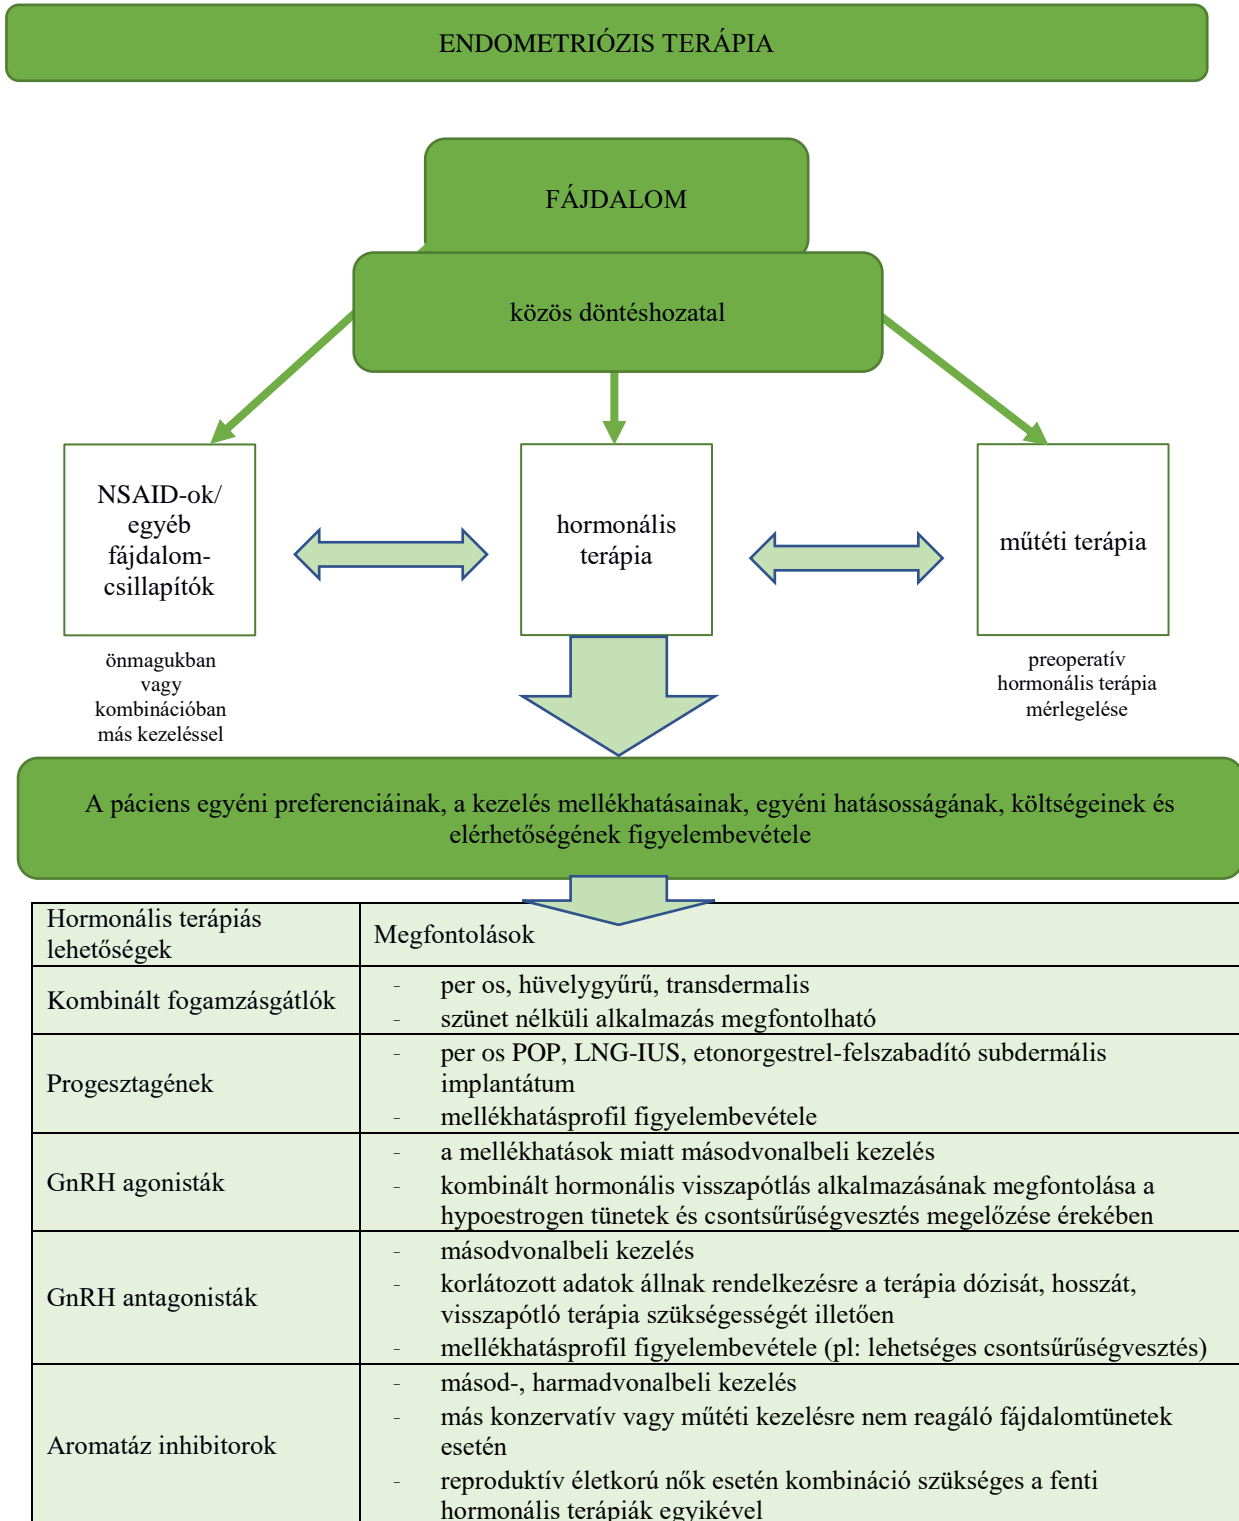 ENDOMETRIÓZIS TERÁPIA
FÁJDALOM
közös döntéshozatal
NSAID-ok/
egyéb
fájdalom-
csillapítók
hormonális
terápia
műtéti terápia
önmagukban
vagy
kombinációban
más kezeléssel
preoperatív
hormonális terápia
mérlegelése
A páciens egyéni preferenciáinak, a kezelés mellékhatásainak, egyéni hatásosságának, költségeinek és
elérhetőségének figyelembevétele
Hormonális terápiás
lehetőségek
Megfontolások
Kombinált fogamzásgátlók
- per os, hüvelygyűrű, transdermalis
- szünet nélküli alkalmazás megfontolható
Progesztagének
- per os POP, LNG-IUS, etonorgestrel-felszabadító subdermális
implantátum
- mellékhatásprofil figyelembevétele
GnRH agonisták
- a mellékhatások miatt másodvonalbeli kezelés
- kombinált hormonális visszapótlás alkalmazásának megfontolása a
hypoestrogen tünetek és csontsűrűségvesztés megelőzése érekében
GnRH antagonisták
- másodvonalbeli kezelés
- korlátozott adatok állnak rendelkezésre a terápia dózisát, hosszát,
visszapótló terápia szükségességét illetően
- mellékhatásprofil figyelembevétele (pl: lehetséges csontsűrűségvesztés)
Aromatáz inhibitorok
- másod-, harmadvonalbeli kezelés
- más konzervatív vagy műtéti kezelésre nem reagáló fájdalomtünetek
esetén
- reproduktív életkorú nők esetén kombináció szükséges a fenti
hormonális terápiák egyikével